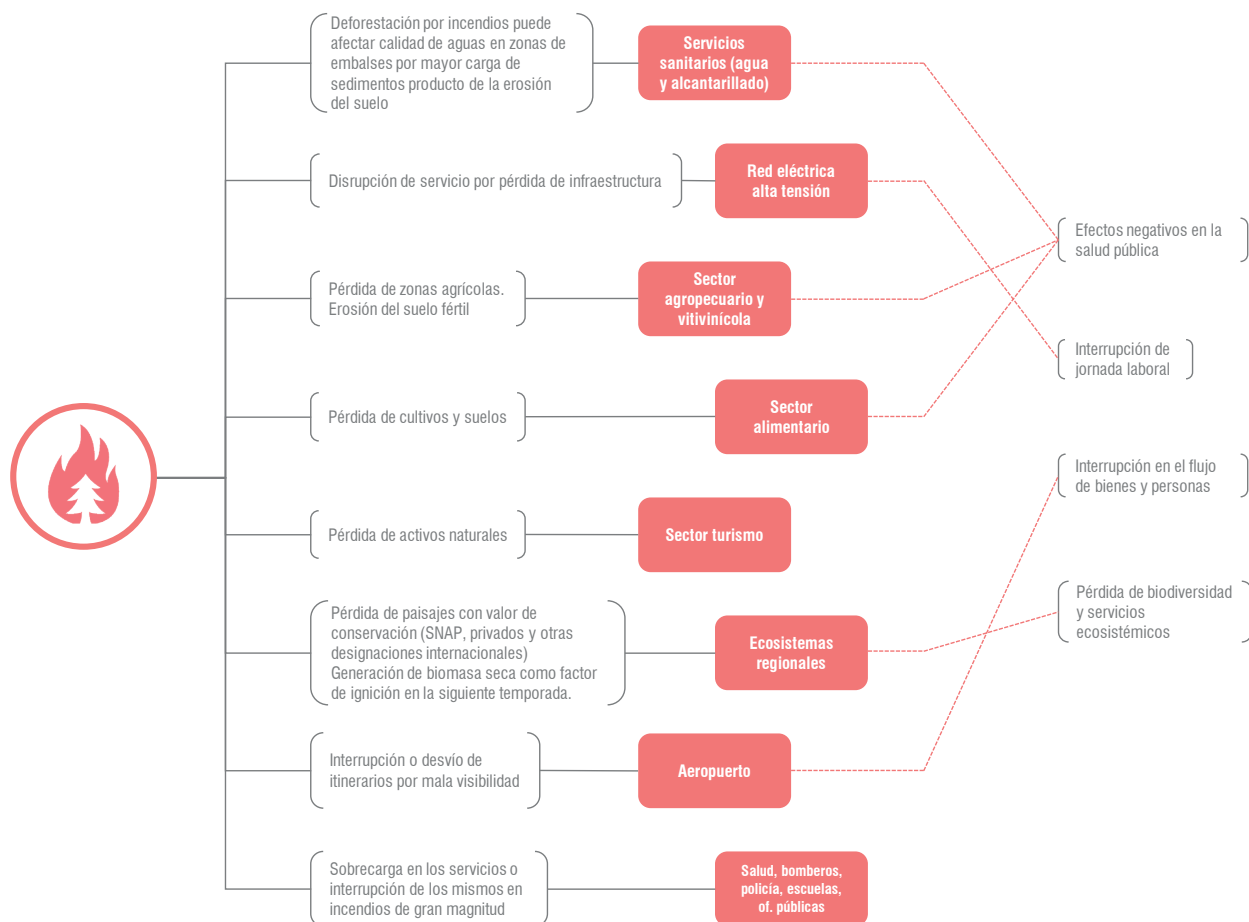 Deforestación por incendios puede
afectar calidad de aguas en zonas de
embalses por mayor carga de
sedimentos producto de la erosión
del suelo
Servicios
sanitarios (agua
y alcantarillado)
Disrupción de servicio por pérdida de infraestructura
Red eléctrica
alta tensión
Efectos negativos en la
salud pública
Pérdida de zonas agrícolas.
Erosión del suelo fértil
Sector
agropecuario y
vitivinícola
Interrupción de
jornada laboral
Pérdida de cultivos y suelos
Sector
alimentario
Interrupción en el flujo
de bienes y personas
Pérdida de activos naturales
Sector turismo
Pérdida de biodiversidad
y servicios
ecosistémicos
Pérdida de paisajes con valor de
conservación (SNAP, privados y otras
designaciones internacionales)
Generación de biomasa seca como factor
de ignición en la siguiente temporada.
Ecosistemas
regionales
Interrupción o desvío de
itinerarios por mala visibilidad
Aeropuerto
Sobrecarga en los servicios o
interrupción de los mismos en
incendios de gran magnitud
Salud, bomberos,
policía, escuelas,
of. públicas